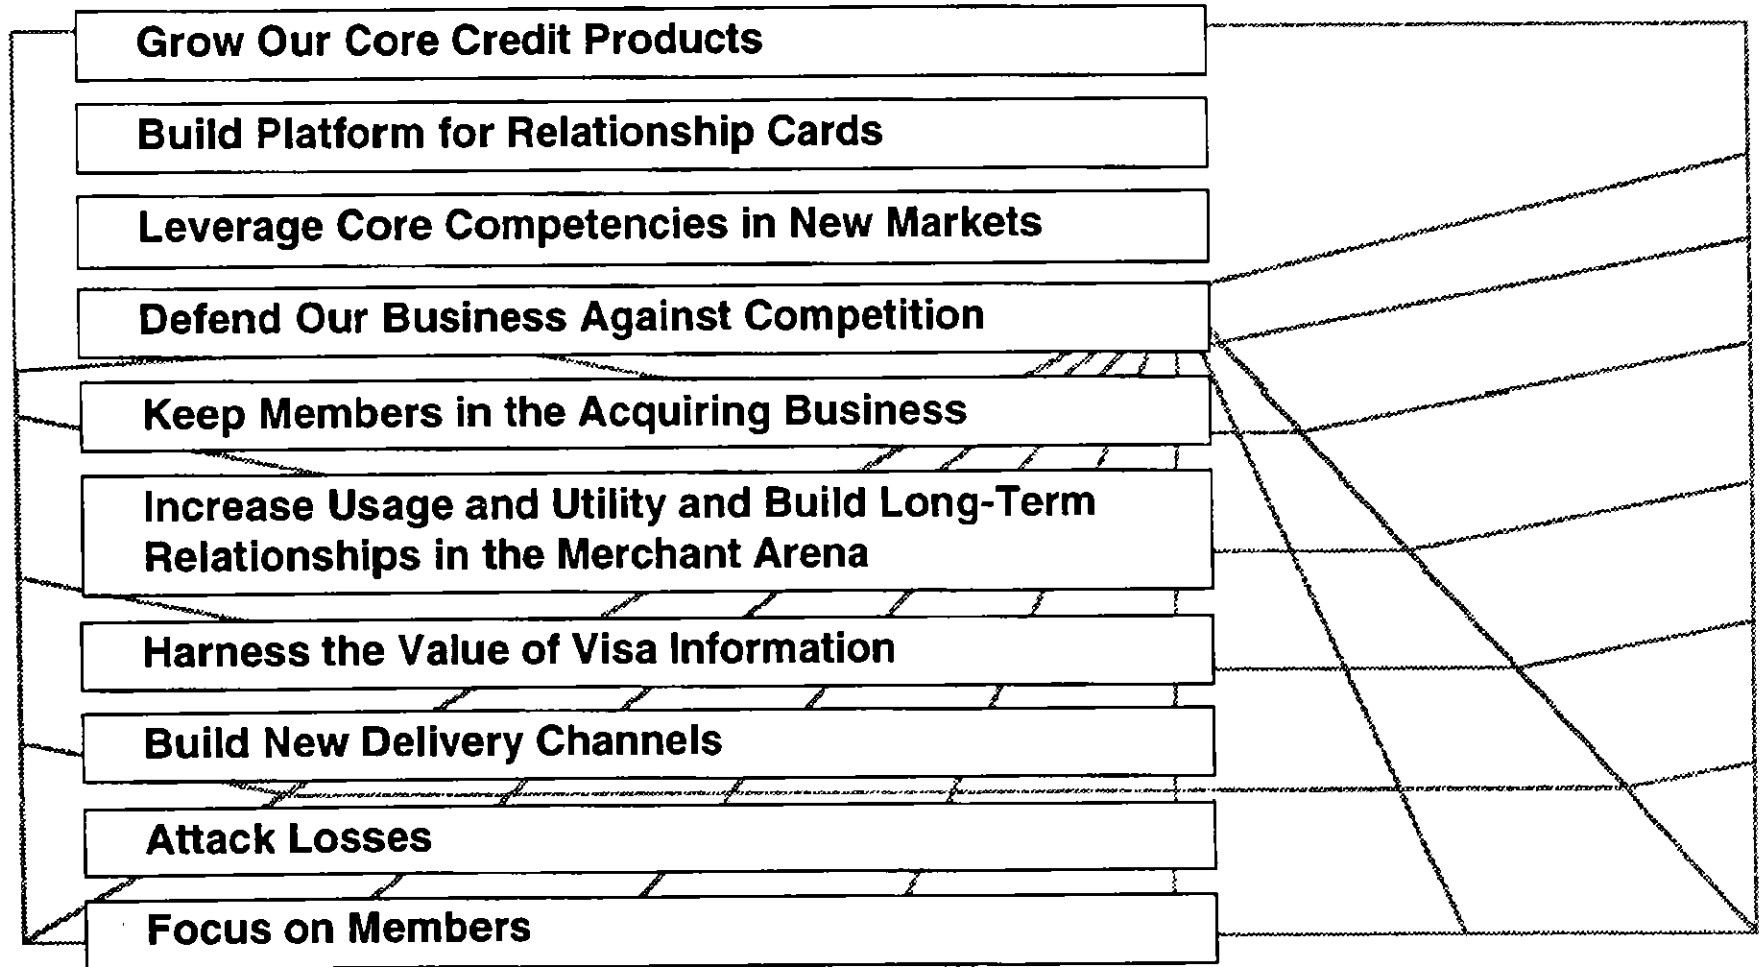 Grow Our Core Credit Products
Build Platform for Relationship Cards
Leverage Core Competencies in New Markets
Defend Our Business Against Competition
Keep Members in the Acquiring Business
Increase Usage and Utility and Build Long-Term
Relationships in the Merchant Arena
Harness the Value of Visa Information
Build New Delivery Channels
Attack Losses
Focus on Members